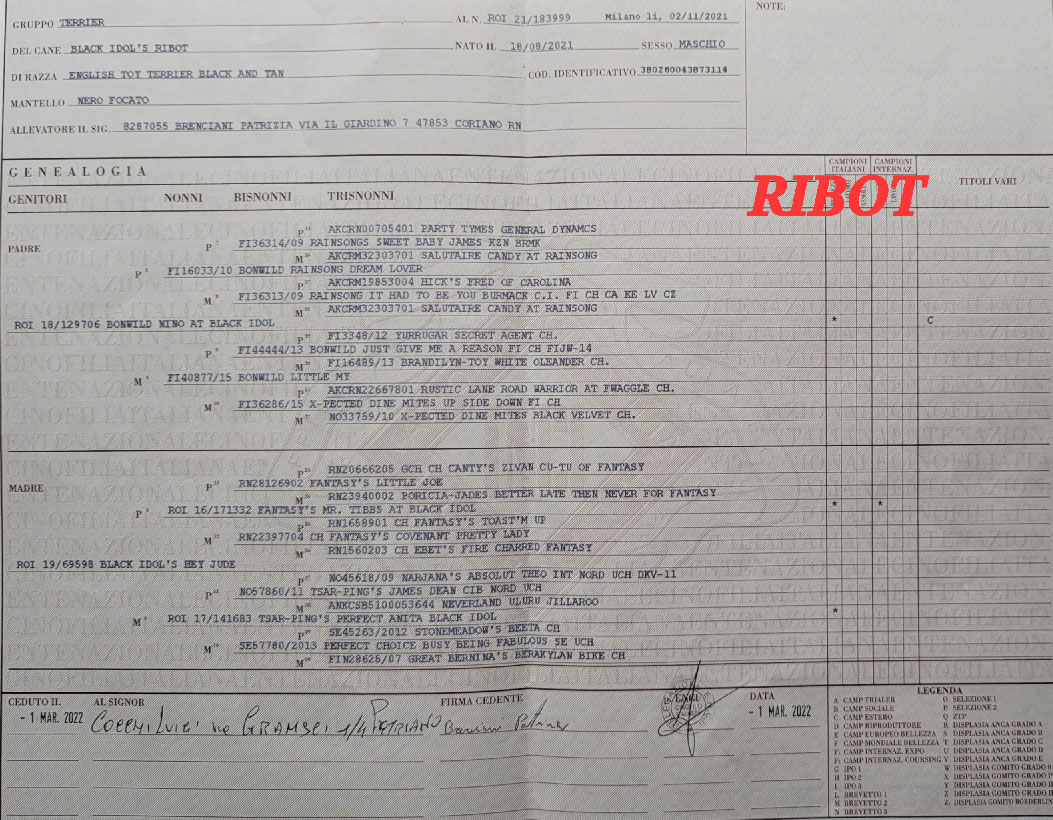 GRUPPO TERRIER AL N. ROI 21/183999 Milano li, 02/11/2021 NOTE:
DEL CANE BLACK IDOL'S RIBOT NATO IL 18/08/2021 SESSO MASCHIO
DI RAZZA ENGLISH TOY TERRIER BLACK AND TAN COD. IDENTIFICATIVO 380260043873114
MANTELLO NERO FOCATO
ALLEVATORE IL SIG. 8287055 BRENCIANI PATRIZIA VIA IL GIARDINO 7 47853 CORIANO RN
GENEALOGIA CAMPIONI ITALIANI CAMPIONI INTERNAZ.
GENITORI NONNI BISNONNI TRISNONNI TITOLI VARI
RIBOT
P AKCRN00705401 PARTY TYMES GENERAL DYNAMCS
PADRE P FI36314/09 RAINSONGS SWEET BABY JAMES KEN BRMK
M AKCRM32303701 SALUTAIRE CANDY AT RAINSONG
P FI16033/10 BONWILD RAINSONG DREAM LOVER
P AKCRM19853004 HICK'S FRED OF CAROLINA
M FI36313/09 RAINSONG IT HAD TO BE YOU BURMACK C.I. FI CH CA EE LV CZ
M AKCRM32303701 SALUTAIRE CANDY AT RAINSONG
ROI 18/129706 BONWILD NINO AT BLACK IDOL * C
P FI3348/12 YURRUGAR SECRET AGENT CH.
P FI44444/13 BONWILD JUST GIVE ME A REASON FI CH FIJW-14
M FI16489/13 BRANDILYN-TOY WHITE OLEANDER CH.
M FI40877/15 BONWILD LITTLE MY
P AKCRN22667801 RUSTIC LANE ROAD WARRIOR AT FWAGGLE CH.
M FI36286/15 X-PECTED DINE MITES UP SIDE DOWN FI CH
M NO33759/10 X-PECTED DINE MITES BLACK VELVET CH.
P RN20666205 GCH CH CANTY'S ZIVAN CU-TU OF FANTASY
MADRE P RN28126902 FANTASY'S LITTLE JOE
M RN23940002 PORICIA-JADES BETTER LATE THEN NEVER FOR FANTASY
P ROI 16/171332 FANTASY'S MR. TIBBS AT BLACK IDOL * *
P RN1658901 CH FANTASY'S TOAST'M UP
M RN22397704 CH FANTASY'S COVENANT PRETTY LADY
M RN1560203 CH EBET'S FIRE CHARRED FANTASY
ROI 19/69598 BLACK IDOL'S HEY JUDE
P NO45618/09 NARJANA'S ABSOLUT THEO INT NORD UCH DKV-11
P NO57860/11 TSAR-PING'S JAMES DEAN CIB NORD UCH
M ANKCSB5100053644 NEVERLAND ULURU JILLAROO
M ROI 17/141683 TSAR-PING'S PERFECT ANITA BLACK IDOL *
P SE45263/2012 STONEMEADOW'S BEETA CH
M SE57780/2013 PERFECT CHOICE BUSY BEING FABULOUS SE UCH
M FIN28625/07 GREAT BERNINA'S BERAKYLAN BIKE CH
CEDUTO IL AL SIGNOR FIRMA CEDENTE DATA
- 1 MAR. 2022 - 1 MAR. 2022
LEGENDA
A CAMP TRIALER O SELEZIONE 1
B CAMP SOCIALE P SELEZIONE 2
C CAMP ESTERO Q ZTP
D CAMP RIPRODUTTORE R DISPLASIA ANCA GRADO A
E CAMP EUROPEO BELLEZZA S DISPLASIA ANCA GRADO B
F CAMP MONDIALE BELLEZZA T DISPLASIA ANCA GRADO C
CAMP INTERNAZ. EXPO U DISPLASIA ANCA GRADO D
CAMP INTERNAZ. COURSING V DISPLASIA ANCA GRADO E
G IPO 1 W DISPLASIA GOMITO GRADO 0
H IPO 2 X DISPLASIA GOMITO GRADO
I IPO 3 Y DISPLASIA GOMITO GRADO
L BREVETTO 1 Z DISPLASIA GOMITO GRADO
M BREVETTO 2 DISPLASIA GOMITO BORDERLIN
N BREVETTO 3